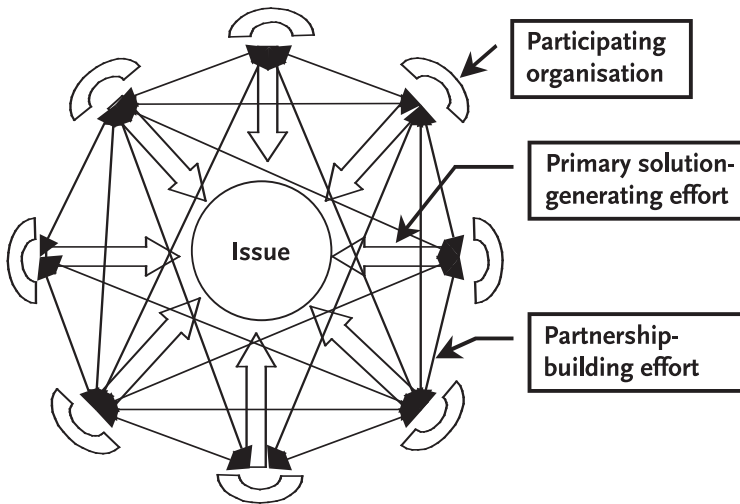 Participating
organisation
Primary solution-
generating effort
Issue
Partnership-
building effort